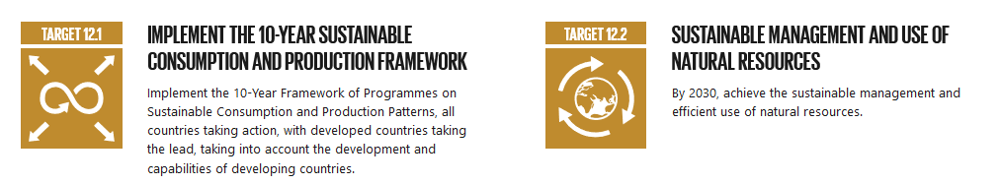 TARGET 12.1
IMPLEMENT THE 10-YEAR SUSTAINABLE
CONSUMPTION AND PRODUCTION FRAMEWORK
Implement the 10-Year Framework of Programmes on
Sustainable Consumption and Production Patterns, all
countries taking action, with developed countries taking
the lead, taking into account the development and
capabilities of developing countries.
TARGET 12.2
SUSTAINABLE MANAGEMENT AND USE OF
NATURAL RESOURCES
By 2030, achieve the sustainable management and
efficient use of natural resources.